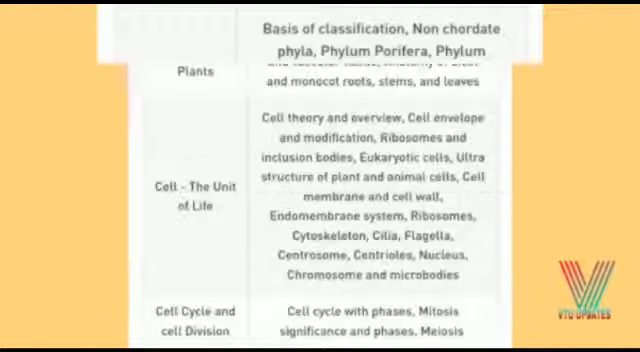 Basis of classification, Non chordate
phyla, Phylum Porifera, Phylum
Plants
and monocot roots, stems, and leaves
Cell - The Unit
of Life
Cell theory and overview, Cell envelope
and modification, Ribosomes and
inclusion bodies, Eukaryotic cells, Ultra
structure of plant and animal cells, Cell
membrane and cell wall,
Endomembrane system, Ribosomes,
Cytoskeleton, Cilia, Flagella,
Centrosome, Centrioles, Nucleus,
Chromosome and microbodies
Cell Cycle and
cell Division
Cell cycle with phases, Mitosis
significance and phases, Meiosis
VTU UPDATES